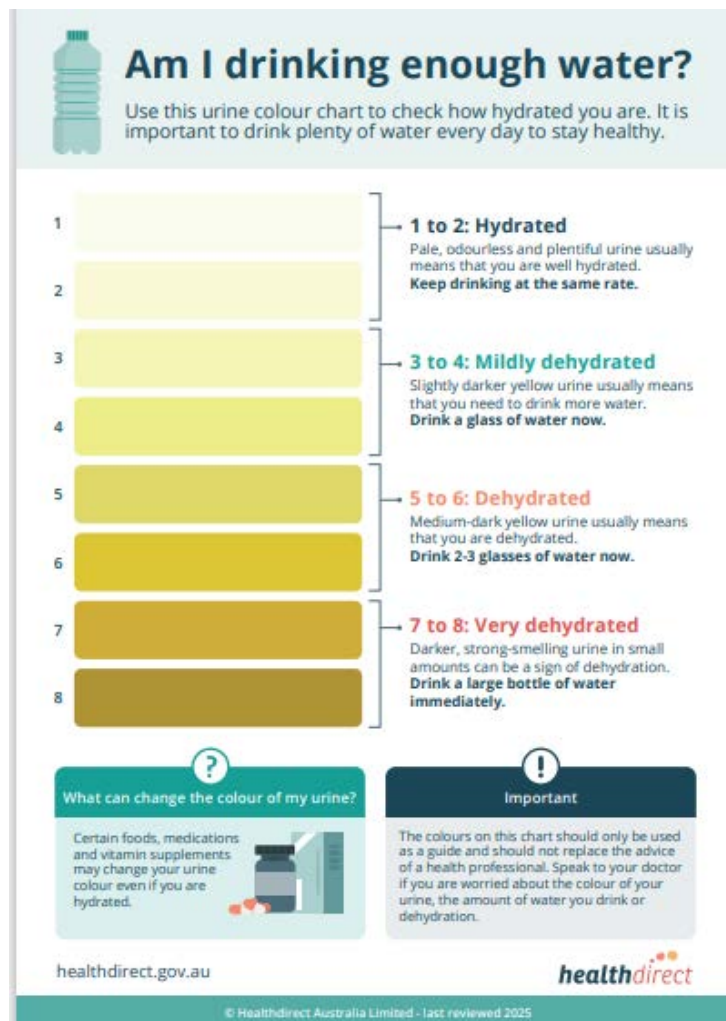 Am I drinking enough water?
Use this urine colour chart to check how hydrated you are. It is
important to drink plenty of water every day to stay healthy.
1
2
1 to 2: Hydrated
Pale, odourless and plentiful urine usually
means that you are well hydrated.
Keep drinking at the same rate.
3
4
3 to 4: Mildly dehydrated
Slightly darker yellow urine usually means
that you need to drink more water.
Drink a glass of water now.
5
6
5 to 6: Dehydrated
Medium-dark yellow urine usually means
that you are dehydrated.
Drink 2-3 glasses of water now.
7
8
7 to 8: Very dehydrated
Darker, strong-smelling urine in small
amounts can be a sign of dehydration.
Drink a large bottle of water
immediately.
?
What can change the colour of my urine?
Certain foods, medications
and vitamin supplements
may change your urine
colour even if you are
hydrated.
!
Important
The colours on this chart should only be used
as a guide and should not replace the advice
of a health professional. Speak to your doctor
if you are worried about the colour of your
urine, the amount of water you drink or
dehydration.
healthdirect.gov.au
healthdirect
© Healthdirect Australia Limited - last reviewed 2025